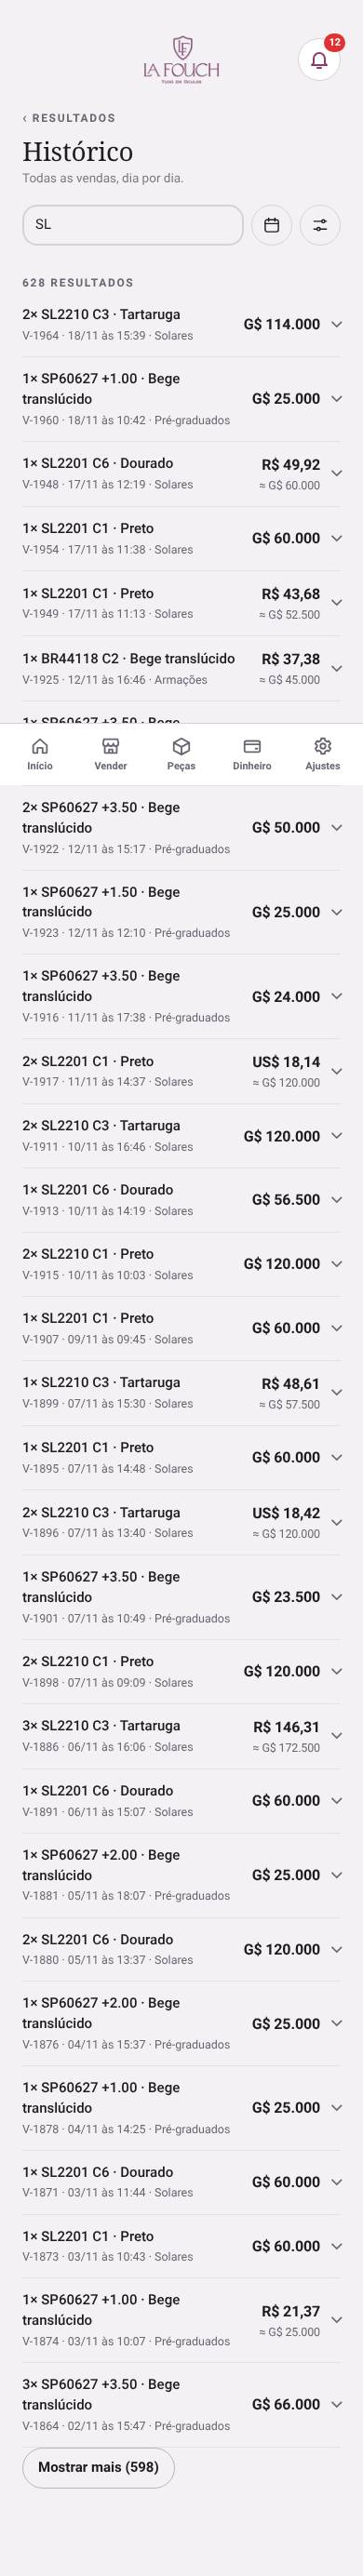 LA FOUCH
12
‹ RESULTADOS
Histórico
Todas as vendas, dia por dia.
SL
628 RESULTADOS
2× SL2210 C3 · Tartaruga
G$ 114.000
V-1964 · 18/11 às 15:39 · Solares
1× SP60627 +1.00 · Bege
translúcido
G$ 25.000
V-1960 · 18/11 às 10:42 · Pré-graduados
1× SL2201 C6 · Dourado
R$ 49,92
V-1948 · 17/11 às 12:19 · Solares
≈ G$ 60.000
1× SL2201 C1 · Preto
G$ 60.000
V-1954 · 17/11 às 11:38 · Solares
1× SL2201 C1 · Preto
R$ 43,68
V-1949 · 17/11 às 11:13 · Solares
≈ G$ 52.500
1× BR44118 C2 · Bege translúcido
R$ 37,38
V-1925 · 12/11 às 16:46 · Armações
≈ G$ 45.000
1× SP60627 +3.50 · Bege
Início
Vender
Peças
Dinheiro
Ajustes
2× SP60627 +3.50 · Bege
translúcido
G$ 50.000
V-1922 · 12/11 às 15:17 · Pré-graduados
1× SP60627 +1.50 · Bege
translúcido
G$ 25.000
V-1923 · 12/11 às 12:10 · Pré-graduados
1× SP60627 +3.50 · Bege
translúcido
G$ 24.000
V-1916 · 11/11 às 17:38 · Pré-graduados
2× SL2201 C1 · Preto
US$ 18,14
V-1917 · 11/11 às 14:37 · Solares
≈ G$ 120.000
2× SL2210 C3 · Tartaruga
G$ 120.000
V-1911 · 10/11 às 16:46 · Solares
1× SL2201 C6 · Dourado
G$ 56.500
V-1913 · 10/11 às 14:19 · Solares
2× SL2210 C1 · Preto
G$ 120.000
V-1915 · 10/11 às 10:03 · Solares
1× SL2201 C1 · Preto
G$ 60.000
V-1907 · 09/11 às 09:45 · Solares
1× SL2210 C3 · Tartaruga
R$ 48,61
V-1899 · 07/11 às 15:30 · Solares
≈ G$ 57.500
1× SL2201 C1 · Preto
G$ 60.000
V-1895 · 07/11 às 14:48 · Solares
2× SL2210 C3 · Tartaruga
US$ 18,42
V-1896 · 07/11 às 13:40 · Solares
≈ G$ 120.000
1× SP60627 +3.50 · Bege
translúcido
G$ 23.500
V-1901 · 07/11 às 10:49 · Pré-graduados
2× SL2201 C1 · Preto
G$ 120.000
V-1898 · 07/11 às 09:09 · Solares
3× SL2210 C3 · Tartaruga
R$ 146,31
V-1886 · 06/11 às 16:06 · Solares
≈ G$ 172.500
1× SL2201 C6 · Dourado
G$ 60.000
V-1891 · 06/11 às 15:07 · Solares
1× SP60627 +2.00 · Bege
translúcido
G$ 25.000
V-1881 · 05/11 às 18:07 · Pré-graduados
2× SL2201 C6 · Dourado
G$ 120.000
V-1880 · 05/11 às 13:37 · Solares
1× SP60627 +2.00 · Bege
translúcido
G$ 25.000
V-1876 · 04/11 às 15:37 · Pré-graduados
1× SP60627 +1.00 · Bege
translúcido
G$ 25.000
V-1878 · 04/11 às 14:25 · Pré-graduados
1× SL2201 C6 · Dourado
G$ 60.000
V-1871 · 03/11 às 11:44 · Solares
1× SL2201 C1 · Preto
G$ 60.000
V-1873 · 03/11 às 10:43 · Solares
1× SP60627 +1.00 · Bege
translúcido
R$ 21,37
≈ G$ 25.000
V-1874 · 03/11 às 10:07 · Pré-graduados
3× SP60627 +3.50 · Bege
translúcido
G$ 66.000
V-1864 · 02/11 às 15:47 · Pré-graduados
Mostrar mais (598)